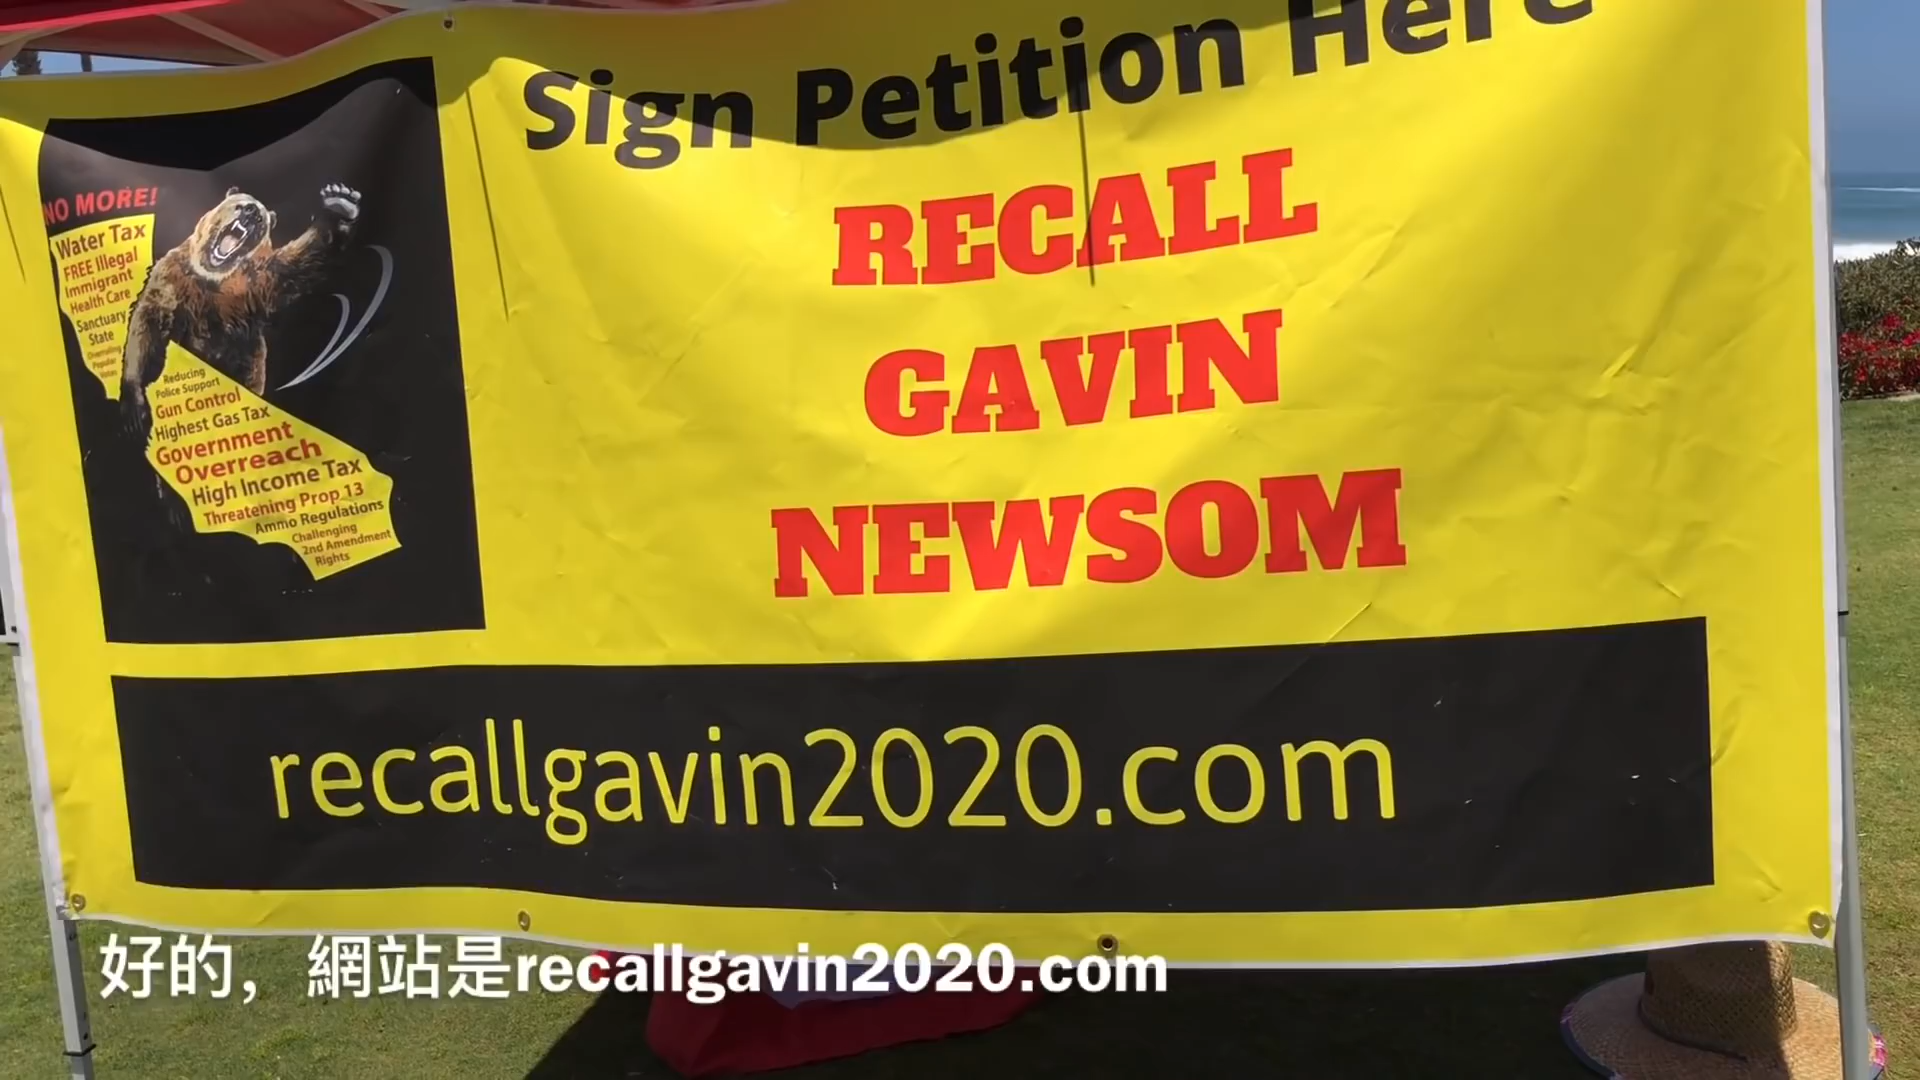 Sign Petition Here
RECALL
GAVIN
NEWSOM
NO MORE!
Water Tax
FREE Illegal
Immigrant
Health Care
Sanctuary
State
Overruling
Popular
Votes
Reducing
Police Support
Gun Control
Highest Gas Tax
Government
Overreach
High Income Tax
Threatening Prop 13
Ammo Regulations
Challenging
2nd Amendment
Rights
recallgavin2020.com
好的，網站是recallgavin2020.com